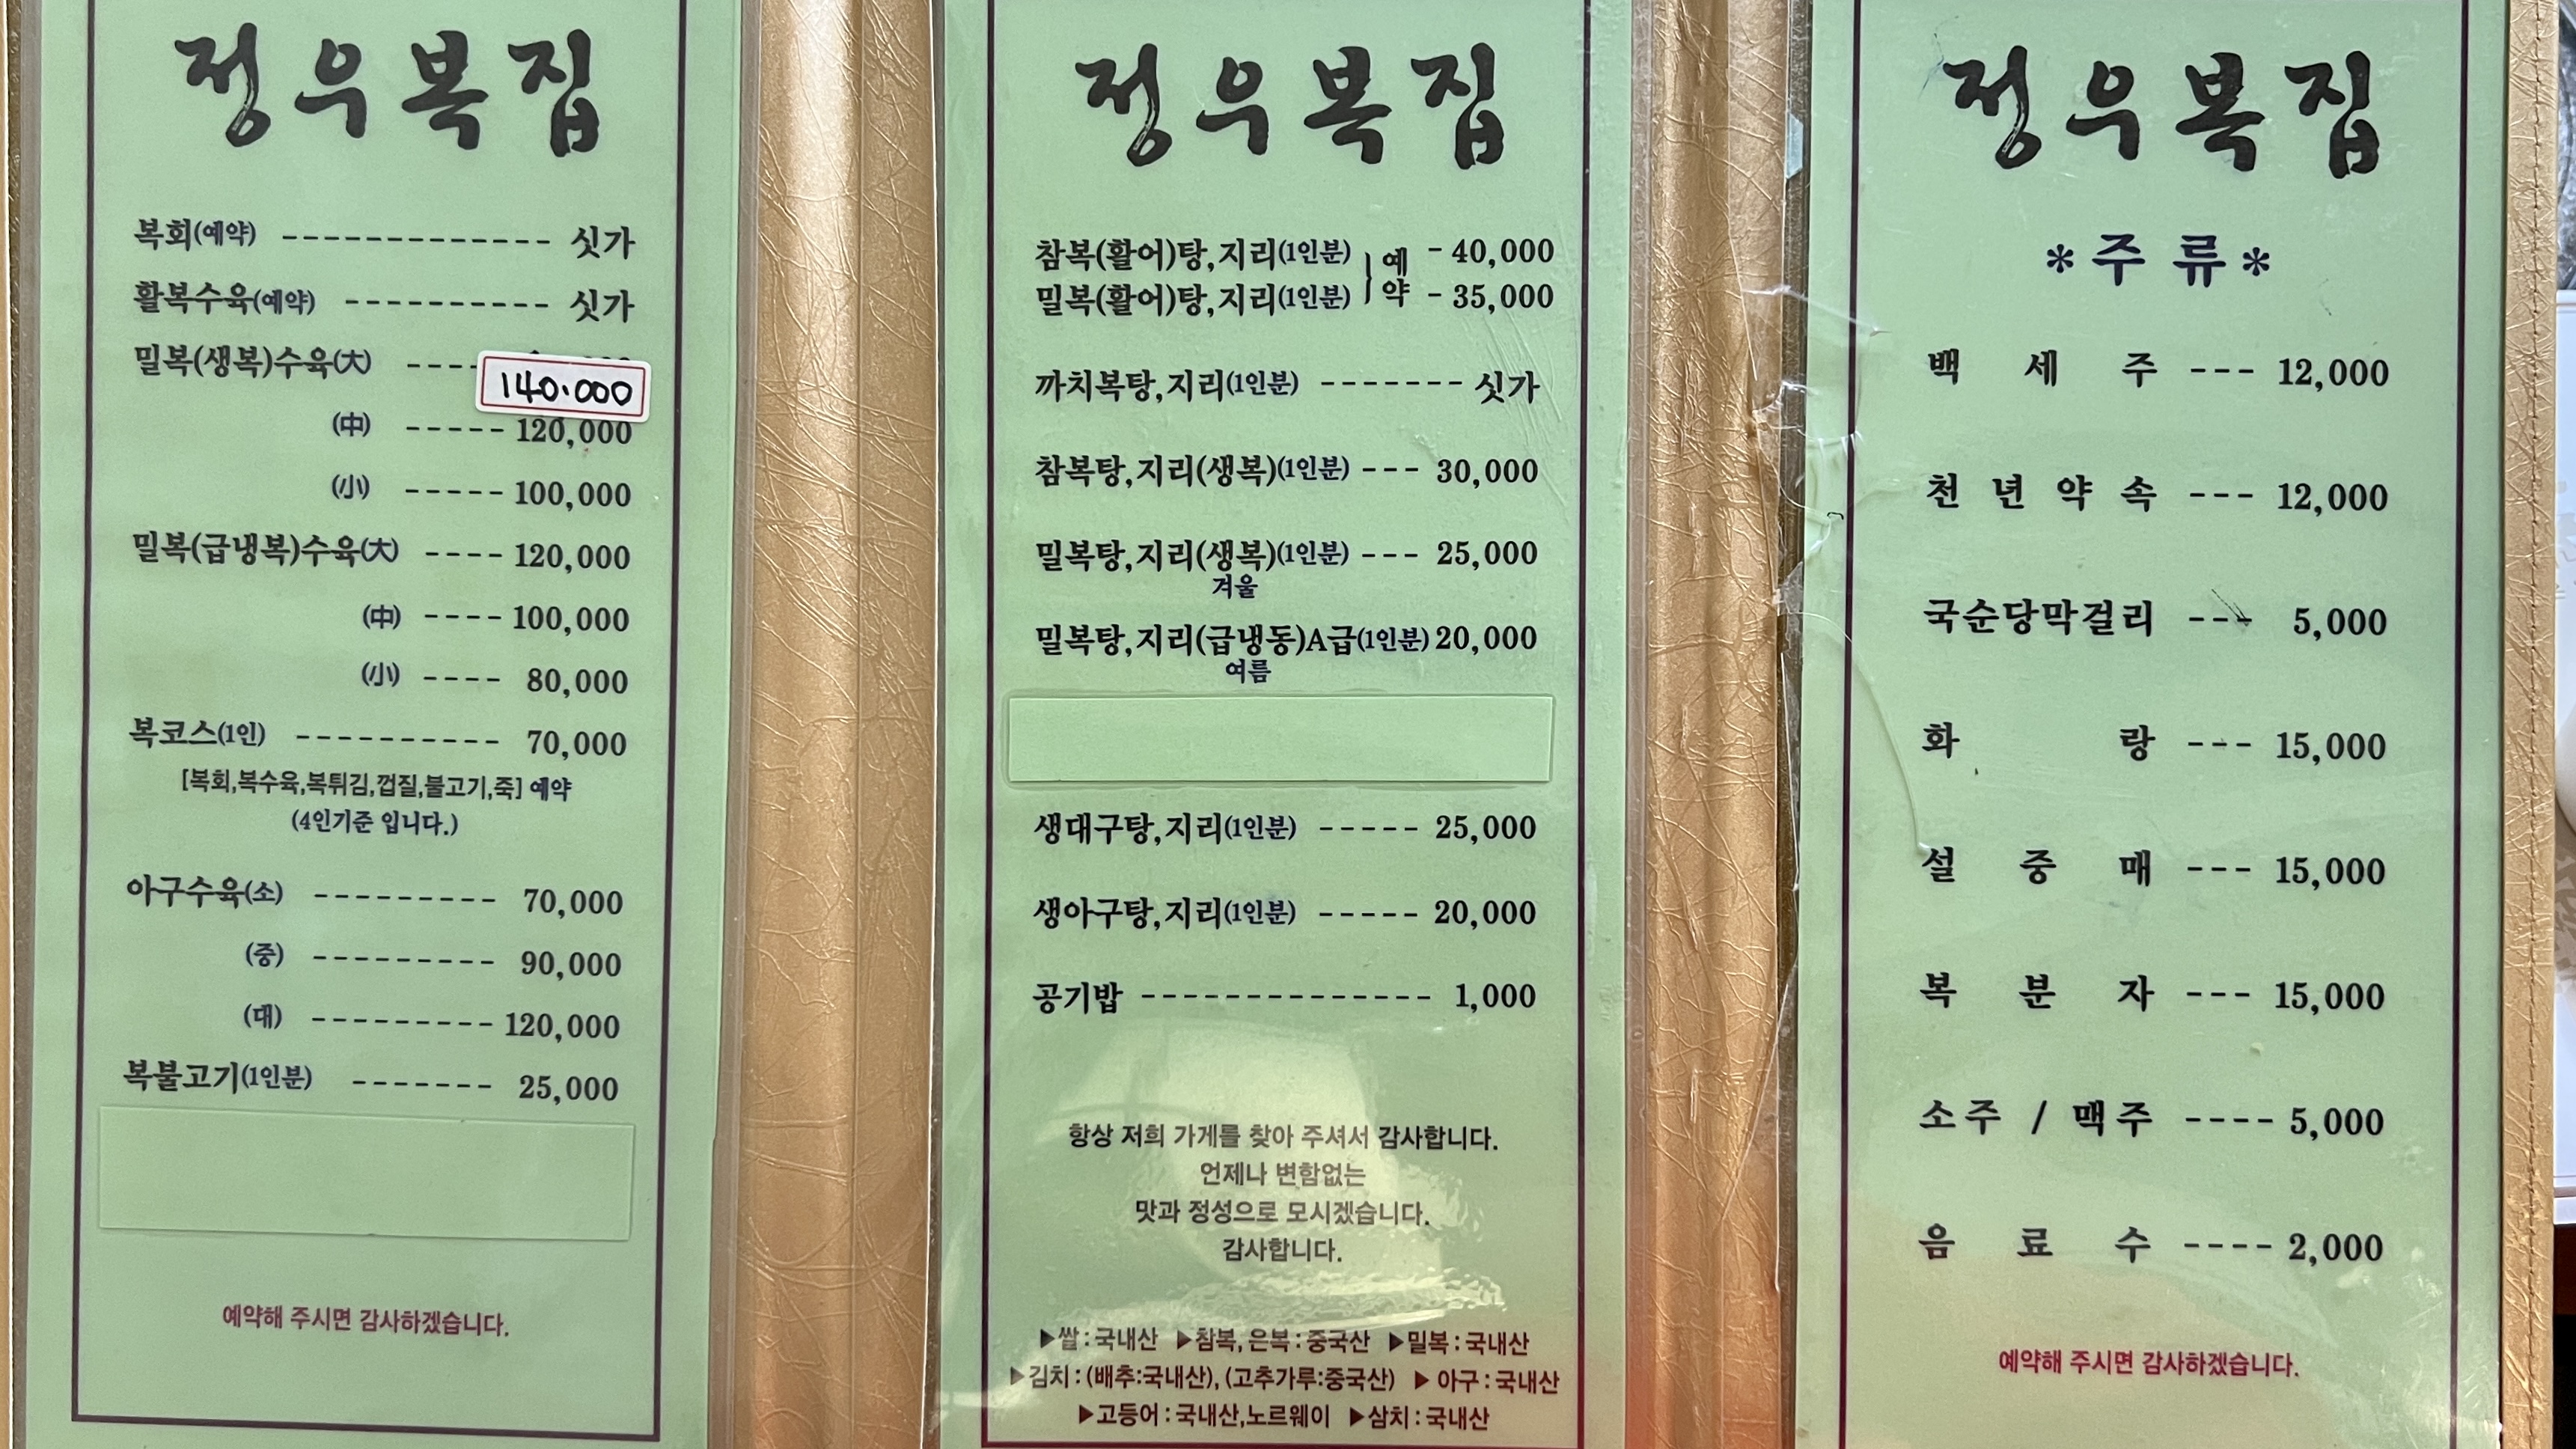 정우복집
복회(예약) ------------- 싯가
활복수육(예약) ---------- 싯가
밀복(생복)수육(大) ---- 140.000
(中) ----- 120,000
(小) ----- 100,000
밀복(급냉복)수육(大) ---- 120,000
(中) ---- 100,000
(小) ---- 80,000
복코스(1인) ---------- 70,000
[복회,복수육,복튀김,껍질,불고기,죽] 예약
(4인기준 입니다.)
아구수육(소) --------- 70,000
(중) --------- 90,000
(대) --------- 120,000
복불고기(1인분) ------- 25,000
예약해 주시면 감사하겠습니다.
정우복집
참복(활어)탕,지리(1인분) } 예약 - 40,000
밀복(활어)탕,지리(1인분) - 35,000
까치복탕,지리(1인분) ------- 싯가
참복탕,지리(생복)(1인분) --- 30,000
밀복탕,지리(생복)(1인분) --- 25,000
겨울
밀복탕,지리(급냉동)A급(1인분) 20,000
여름
생대구탕,지리(1인분) ----- 25,000
생아구탕,지리(1인분) ----- 20,000
공기밥 -------------- 1,000
항상 저희 가게를 찾아 주셔서 감사합니다.
언제나 변함없는
맛과 정성으로 모시겠습니다.
감사합니다.
▶쌀:국내산 ▶참복,은복:중국산 ▶밀복:국내산
▶김치:(배추:국내산),(고추가루:중국산) ▶아구:국내산
▶고등어:국내산,노르웨이 ▶삼치:국내산
정우복집
*주 류*
백 세 주 --- 12,000
천 년 약 속 --- 12,000
국순당막걸리 --- 5,000
화 랑 --- 15,000
설 중 매 --- 15,000
복 분 자 --- 15,000
소주 / 맥주 ---- 5,000
음 료 수 ---- 2,000
예약해 주시면 감사하겠습니다.